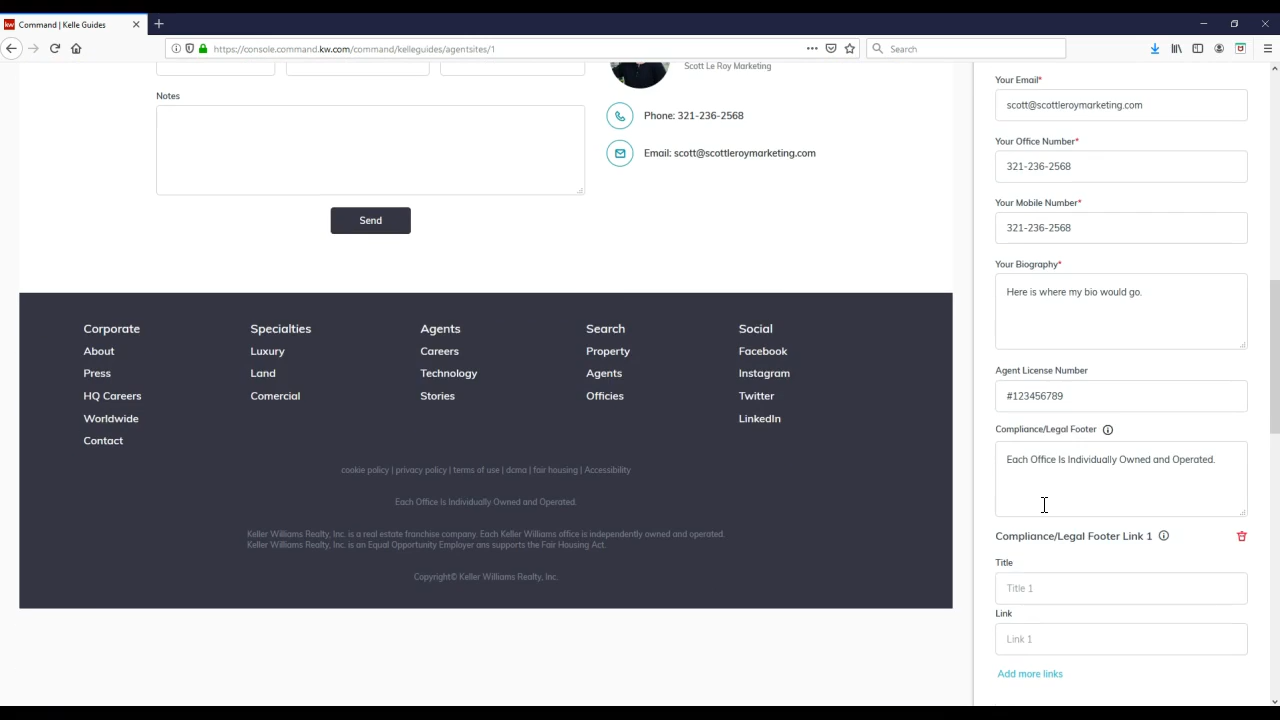 kw Command | Kelle Guides
https://console.command.kw.com/command/kelleguides/agentsites/1
Search
Scott Le Roy Marketing
Notes
Phone: 321-236-2568
Email: scott@scottleroymarketing.com
Send
Corporate
About
Press
HQ Careers
Worldwide
Contact
Specialties
Luxury
Land
Comercial
Agents
Careers
Technology
Stories
Search
Property
Agents
Officies
Social
Facebook
Instagram
Twitter
LinkedIn
cookie policy | privacy policy | terms of use | dcma | fair housing | Accessibility
Each Office Is Individually Owned and Operated.
Keller Williams Realty, Inc. is a real estate franchise company. Each Keller Williams office is independently owned and operated.
Keller Williams Realty, Inc. is an Equal Opportunity Employer ans supports the Fair Housing Act.
Copyright© Keller Williams Realty, Inc.
Your Email*
scott@scottleroymarketing.com
Your Office Number*
321-236-2568
Your Mobile Number*
321-236-2568
Your Biography*
Here is where my bio would go.
Agent License Number
#123456789
Compliance/Legal Footer
Each Office Is Individually Owned and Operated.
Compliance/Legal Footer Link 1
Title
Title 1
Link
Link 1
Add more links